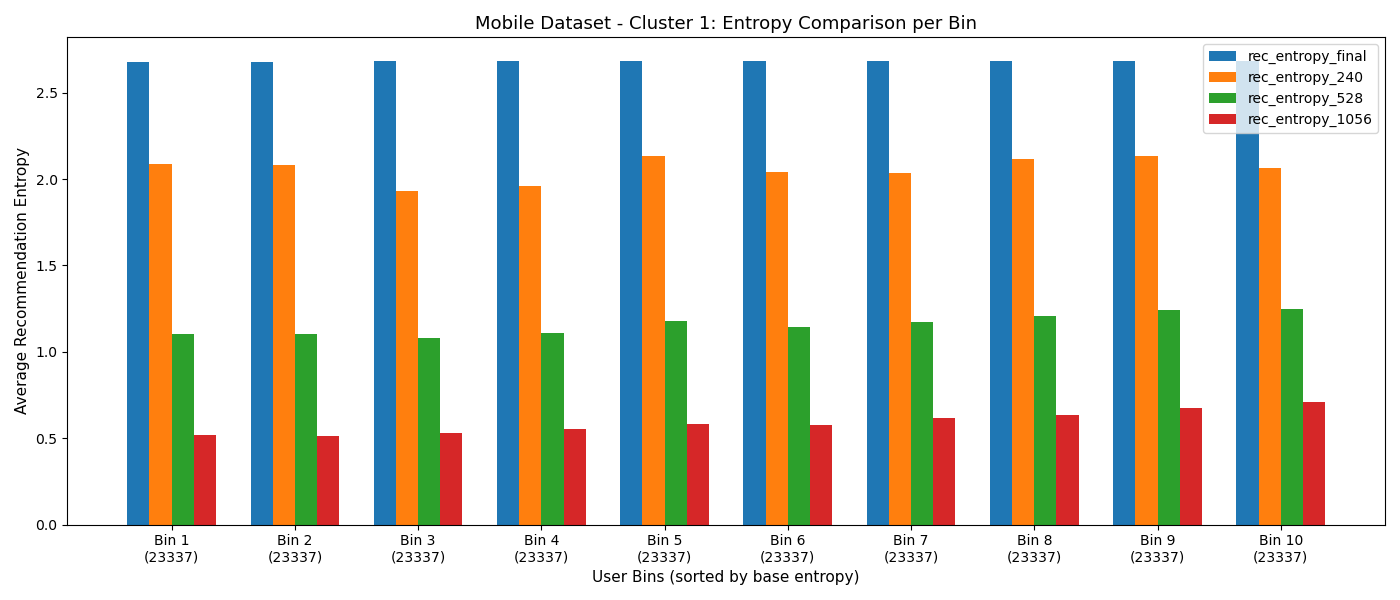 Mobile Dataset - Cluster 1: Entropy Comparison per Bin
rec_entropy_final
rec_entropy_240
rec_entropy_528
rec_entropy_1056
Average Recommendation Entropy
2.5
2.0
1.5
1.0
0.5
0.0
Bin 1 Bin 2 Bin 3 Bin 4 Bin 5 Bin 6 Bin 7 Bin 8 Bin 9 Bin 10
(23337) (23337) (23337) (23337) (23337) (23337) (23337) (23337) (23337) (23337)
User Bins (sorted by base entropy)